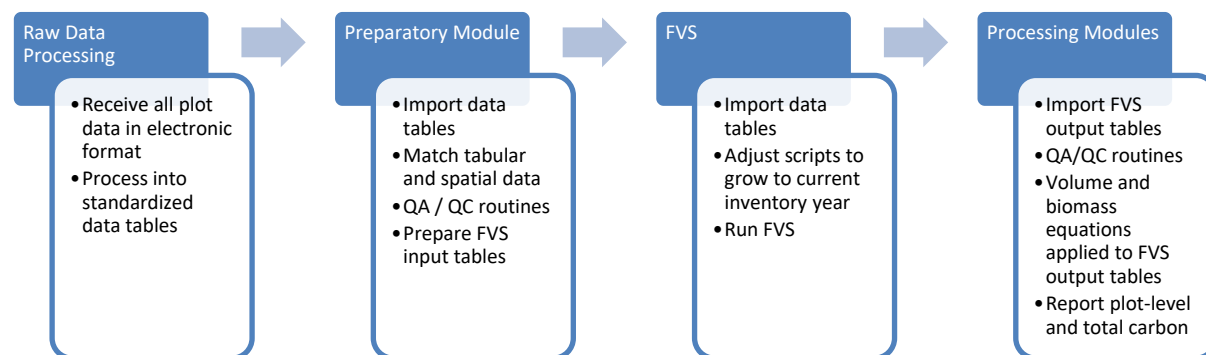 Raw Data
Processing
•Receive all plot
data in electronic
format
•Process into
standardized
data tables
Preparatory Module
•Import data
tables
•Match tabular
and spatial data
•QA / QC routines
•Prepare FVS
input tables
FVS
•Import data
tables
•Adjust scripts to
grow to current
inventory year
•Run FVS
Processing Modules
•Import FVS
output tables
•QA/QC routines
•Volume and
biomass
equations
applied to FVS
output tables
•Report plot-level
and total carbon